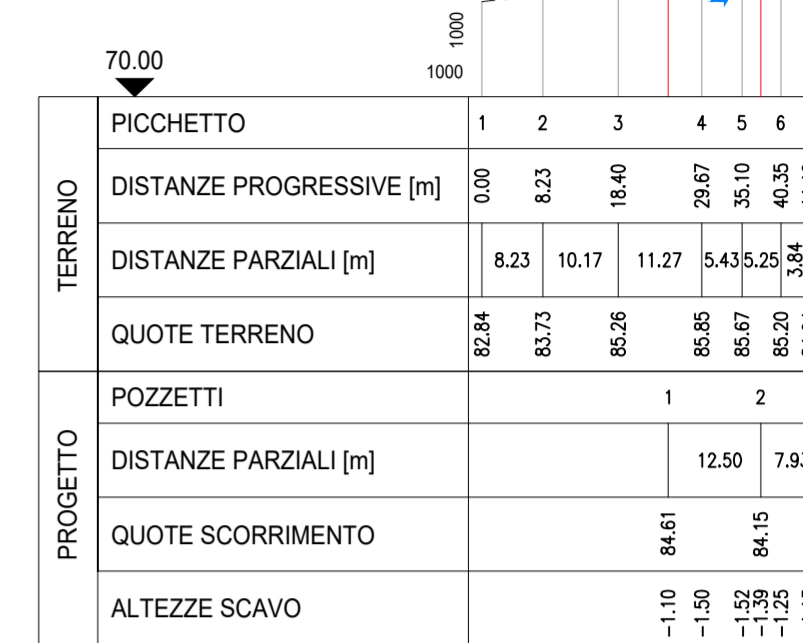 1000
70.00
1000
PICCHETTO 1 2 3 4 5 6
TERRENO
DISTANZE PROGRESSIVE [m] 0.00 8.23 18.40 29.67 35.10 40.35
DISTANZE PARZIALI [m] 8.23 10.17 11.27 5.43 5.25 3.84
QUOTE TERRENO 82.84 83.73 85.26 85.85 85.67 85.20
POZZETTI 1 2
PROGETTO
DISTANZE PARZIALI [m] 12.50 7.93
QUOTE SCORRIMENTO 84.61 84.15
ALTEZZE SCAVO -1.10 -1.50 -1.52 -1.39 -1.25